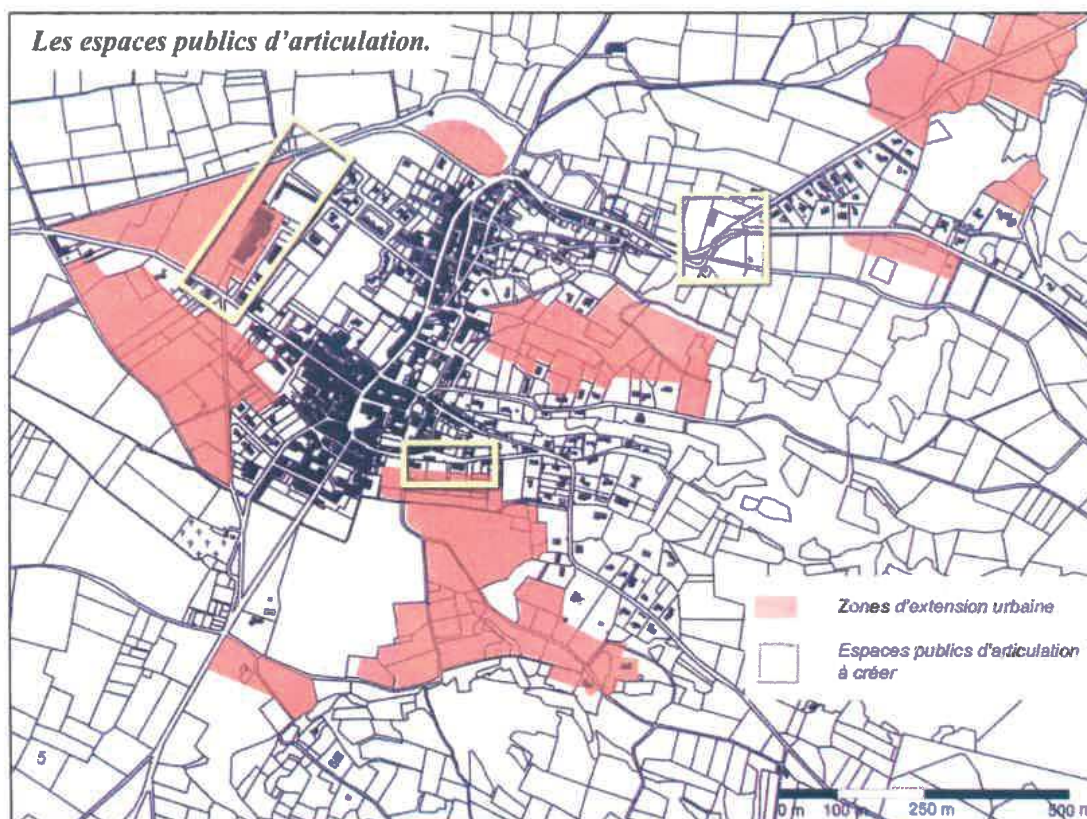 Les espaces publics d'articulation.
Zones d'extension urbaine
Espaces publics d'articulation
à créer
5
0 m 100 m 250 m 500 m